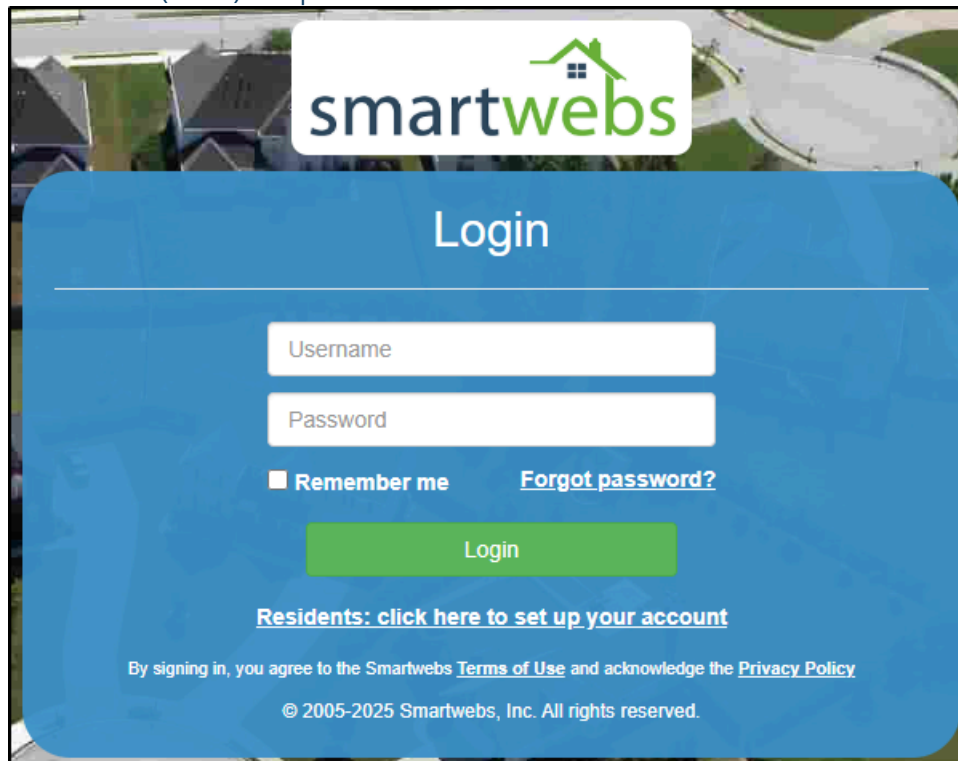 smartwebs
Login
Username
Password
Remember me Forgot password?
Login
Residents: click here to set up your account
By signing in, you agree to the Smartwebs Terms of Use and acknowledge the Privacy Policy
© 2005-2025 Smartwebs, Inc. All rights reserved.